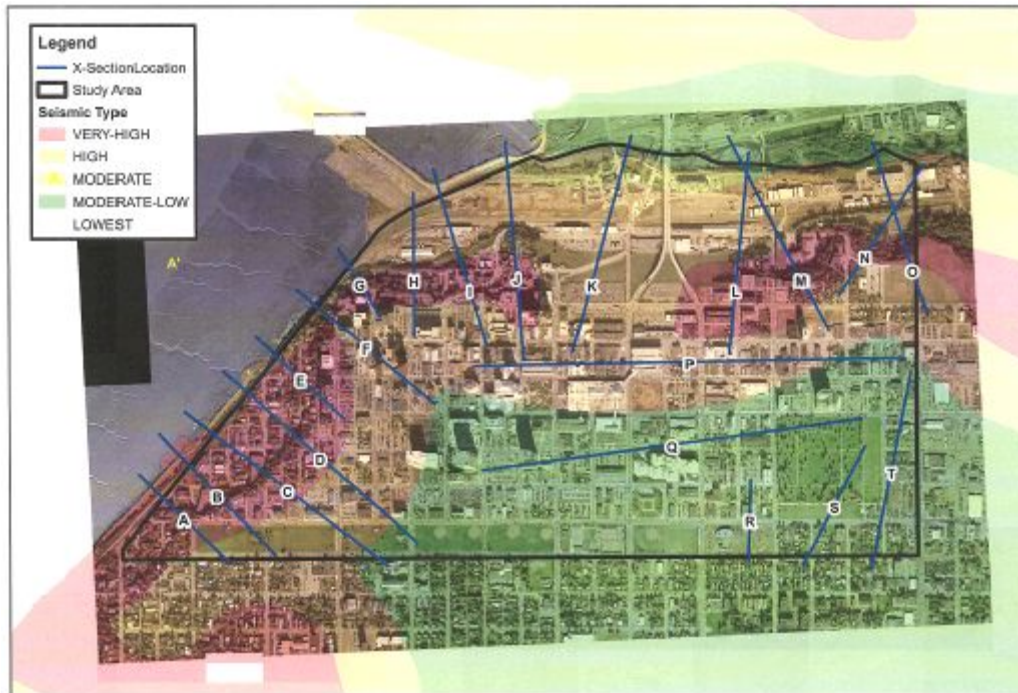 Legend
X-SectionLocation
Study Area
Seismic Type
VERY-HIGH
HIGH
MODERATE
MODERATE-LOW
LOWEST
A'
G
H
I
J
K
L
M
N
O
F
P
E
D
Q
C
B
A
R
S
T